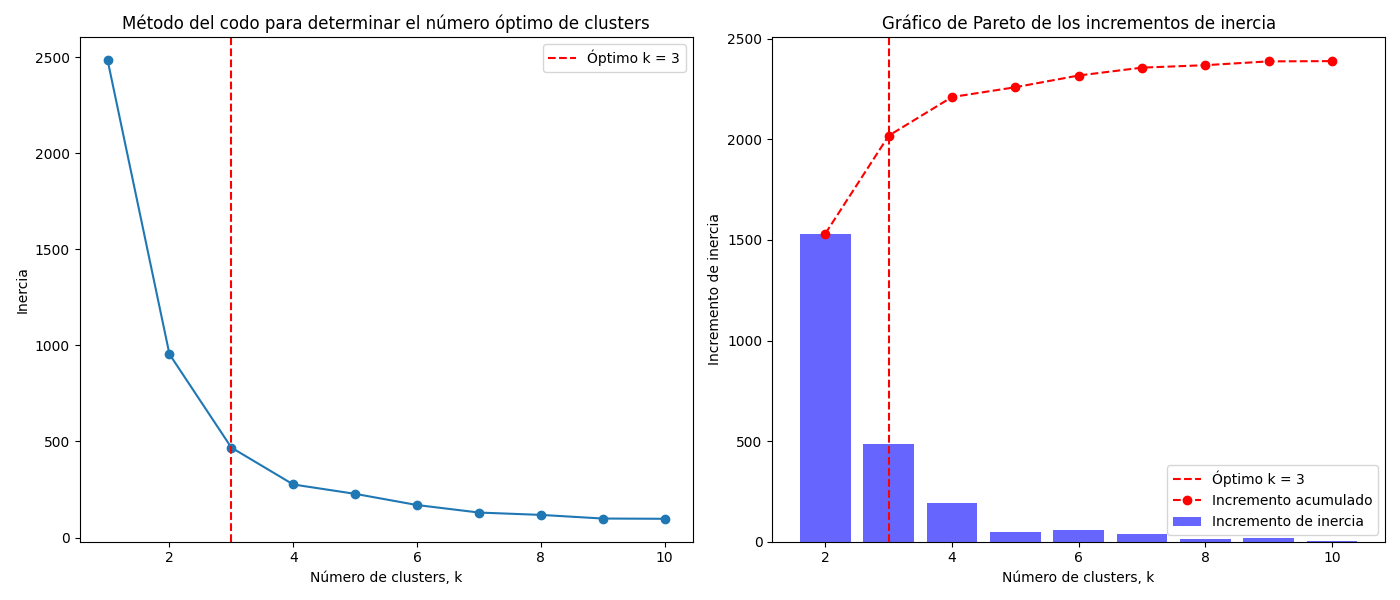 Método del codo para determinar el número óptimo de clusters
2500
2000
1500
1000
500
0
Inercia
2
4
6
8
10
Número de clusters, k
Óptimo k = 3
Gráfico de Pareto de los incrementos de inercia
2500
2000
1500
1000
500
0
Incremento de inercia
2
4
6
8
10
Número de clusters, k
Óptimo k = 3
Incremento acumulado
Incremento de inercia